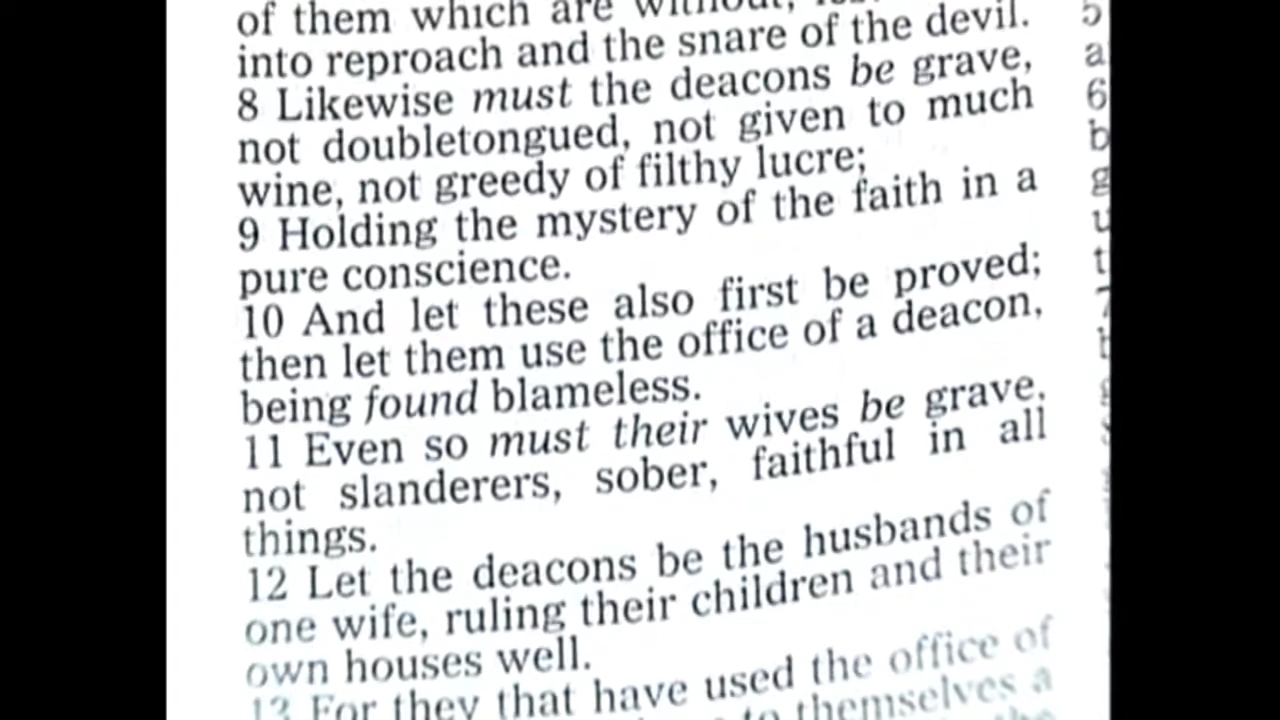 of them which are without,
into reproach and the snare of the devil.
8 Likewise must the deacons be grave,
not doubletongued, not given to much
wine, not greedy of filthy lucre;
9 Holding the mystery of the faith in a
pure conscience.
10 And let these also first be proved;
then let them use the office of a deacon,
being found blameless.
11 Even so must their wives be grave,
not slanderers, sober, faithful in all
things.
12 Let the deacons be the husbands of
one wife, ruling their children and their
own houses well.
13 For they that have used the office of
to themselves a
the
5
a
6
b
g
u
t
7